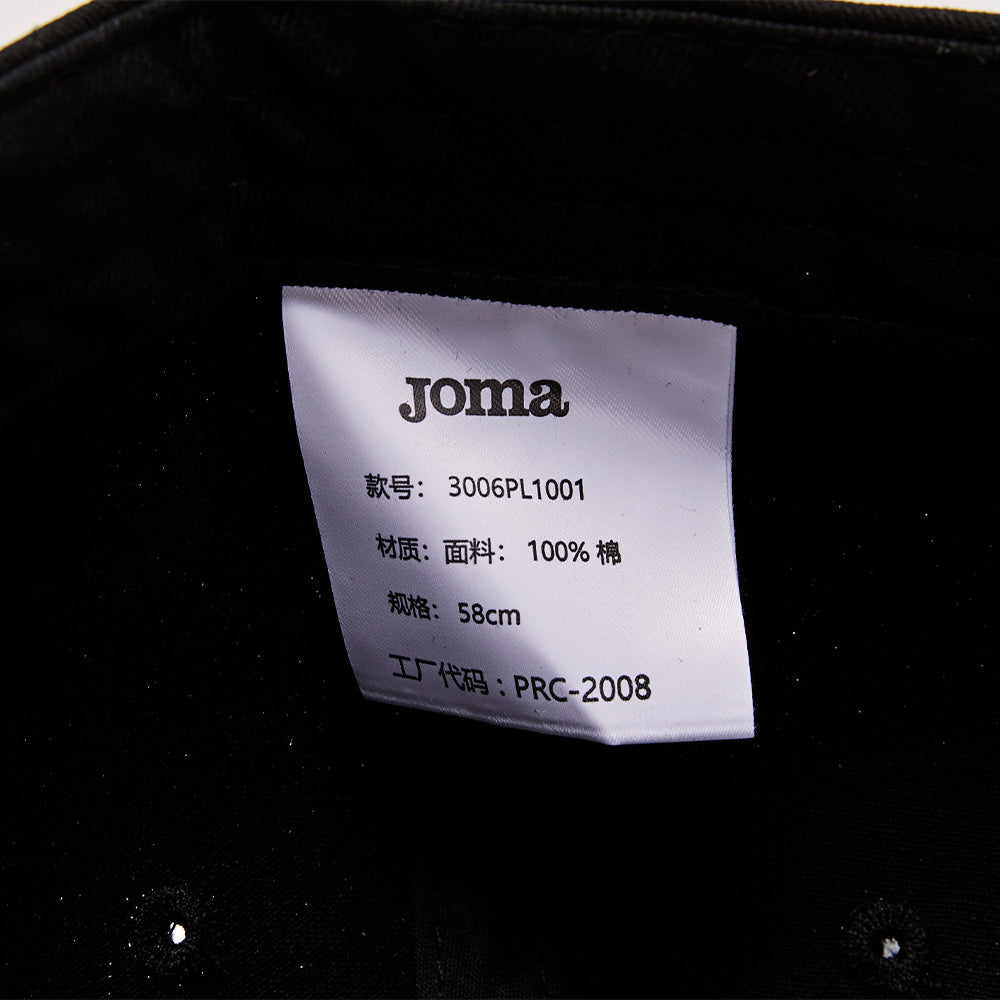 Joma
款号： 3006PL1001
材质：面料： 100% 棉
规格：58cm
工厂代码：PRC-2008